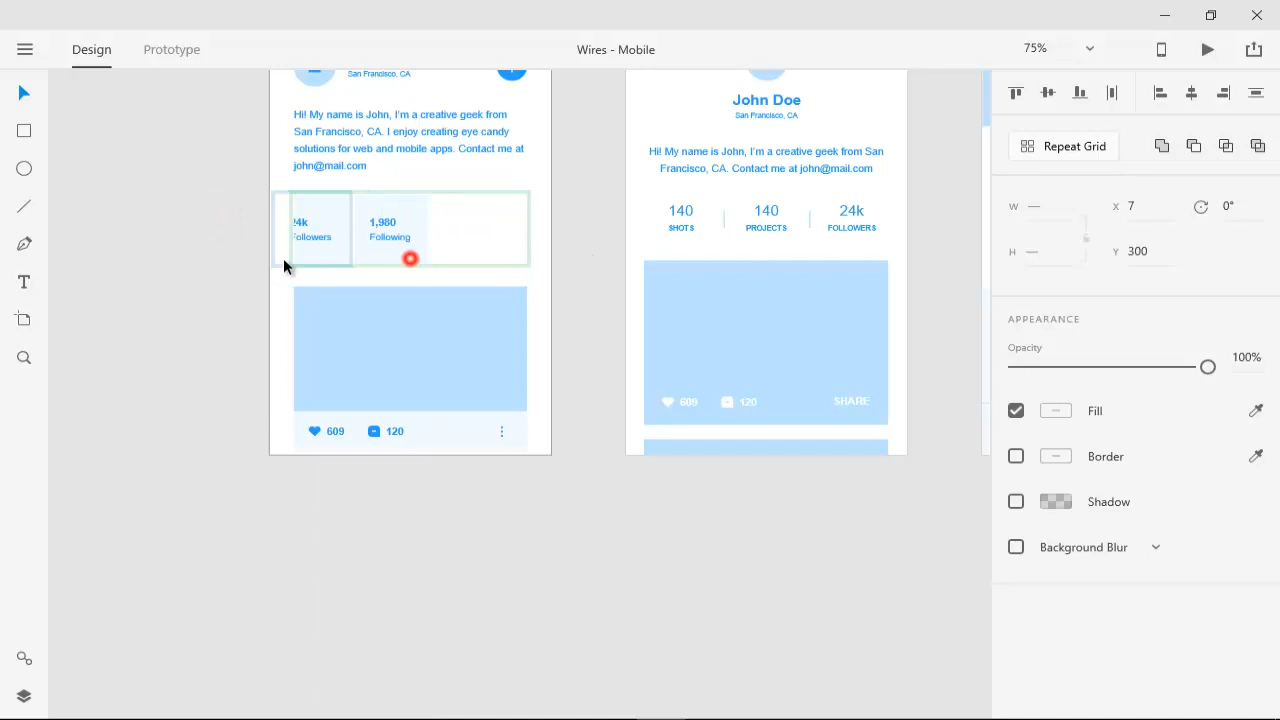 Design
Prototype
Wires - Mobile
75%
San Francisco, CA
Hi! My name is John, I'm a creative geek from
San Francisco, CA. I enjoy creating eye candy
solutions for web and mobile apps. Contact me at
john@mail.com
24k
Followers
1,980
Following
609
120
John Doe
San Francisco, CA
Hi! My name is John, I'm a creative geek from San
Francisco, CA. Contact me at john@mail.com
140
SHOTS
140
PROJECTS
24k
FOLLOWERS
609
120
SHARE
Repeat Grid
W
X
7
0°
H
Y
300
APPEARANCE
Opacity
100%
Fill
Border
Shadow
Background Blur